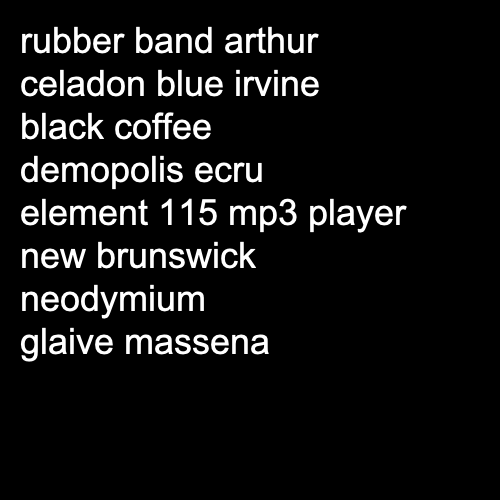 rubber band arthur
celadon blue irvine
black coffee
demopolis ecru
element 115 mp3 player
new brunswick
neodymium
glaive massena